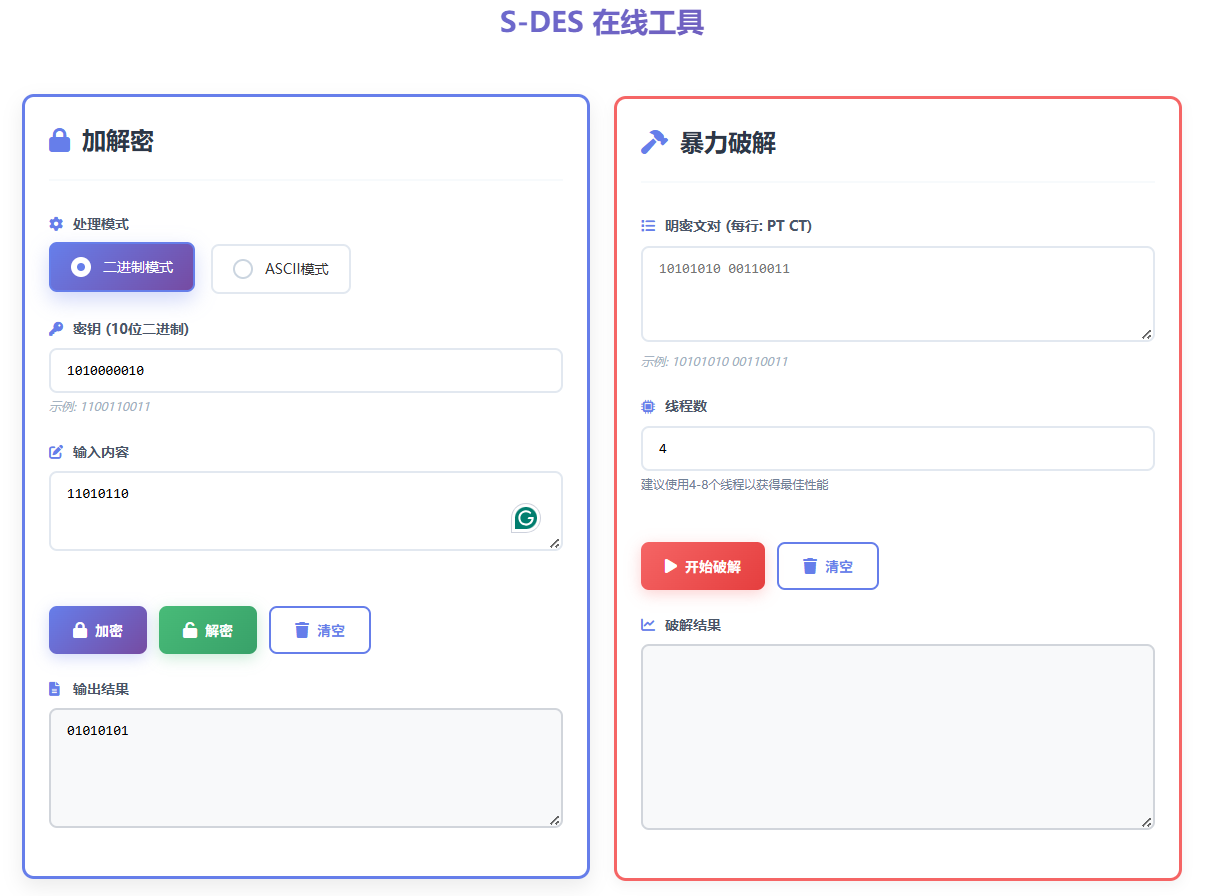 S-DES 在线工具
加解密
处理模式
二进制模式
ASCII模式
密钥 (10位二进制)
1010000010
示例: 1100110011
输入内容
11010110
G
加密
解密
清空
输出结果
01010101
暴力破解
明密文对 (每行: PT CT)
10101010 00110011
示例: 10101010 00110011
线程数
4
建议使用4-8个线程以获得最佳性能
开始破解
清空
破解结果